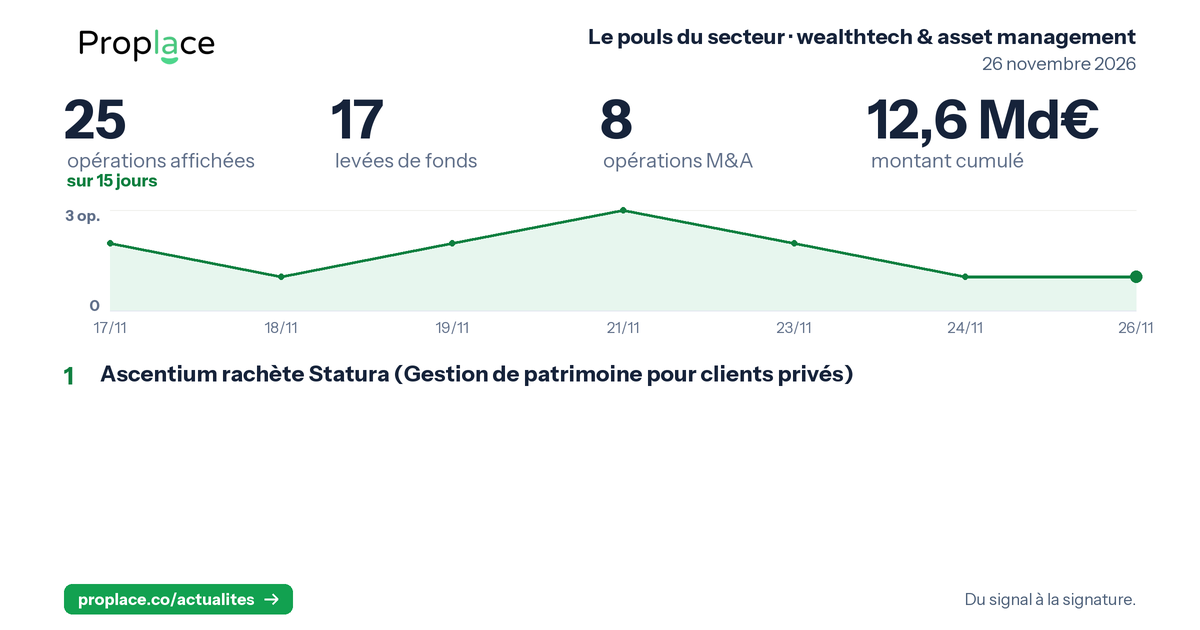 Proplace
Le pouls du secteur · wealthtech & asset management
26 novembre 2026
25
opérations affichées
sur 15 jours
17
levées de fonds
8
opérations M&A
12,6 Md€
montant cumulé
3 op.
0
17/11
18/11
19/11
21/11
23/11
24/11
26/11
1 Ascentium rachète Statura (Gestion de patrimoine pour clients privés)
proplace.co/actualites →
Du signal à la signature.